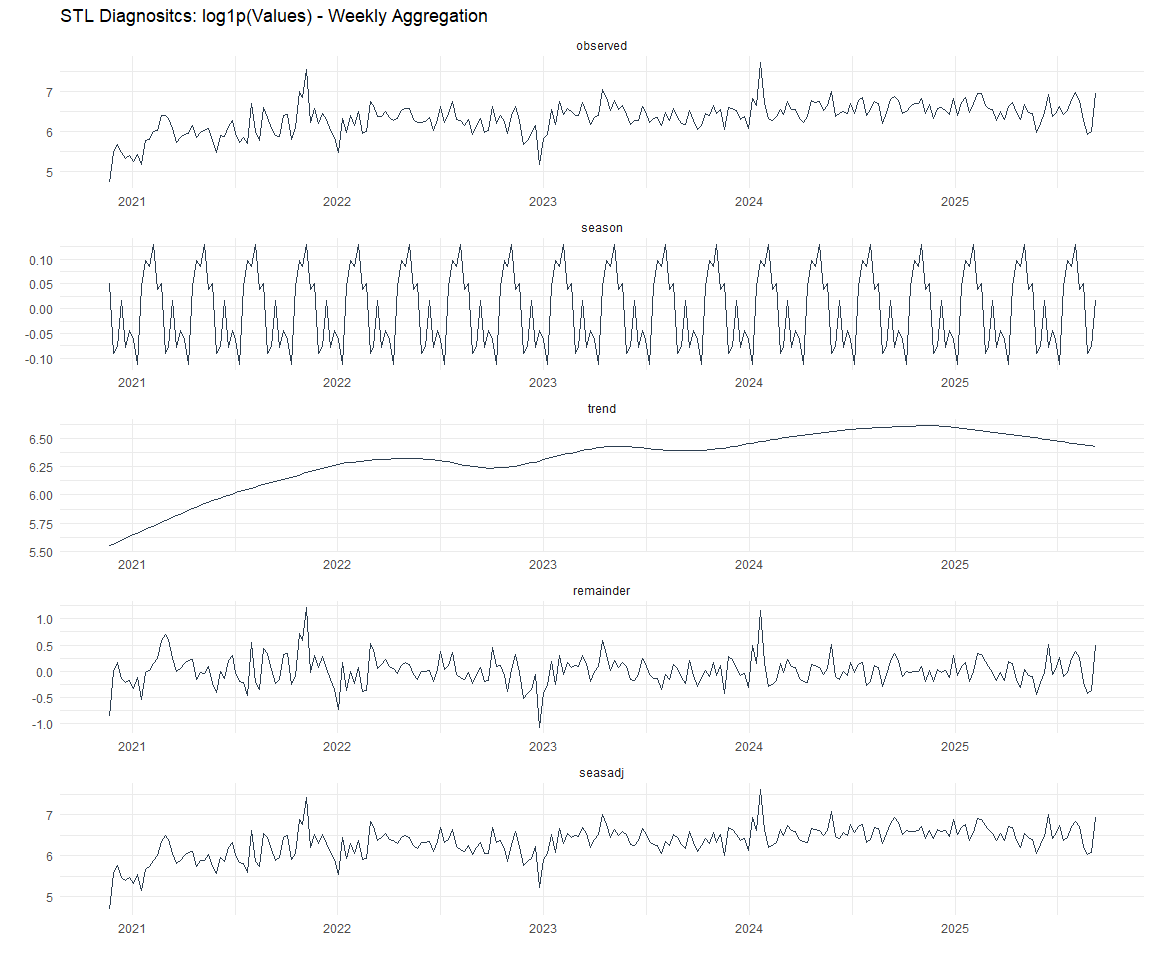 STL Diagnositcs: log1p(Values) - Weekly Aggregation
observed
7
6
5
2021 2022 2023 2024 2025
season
0.10
0.05
0.00
-0.05
-0.10
2021 2022 2023 2024 2025
trend
6.50
6.25
6.00
5.75
5.50
2021 2022 2023 2024 2025
remainder
1.0
0.5
0.0
-0.5
-1.0
2021 2022 2023 2024 2025
seasadj
7
6
5
2021 2022 2023 2024 2025